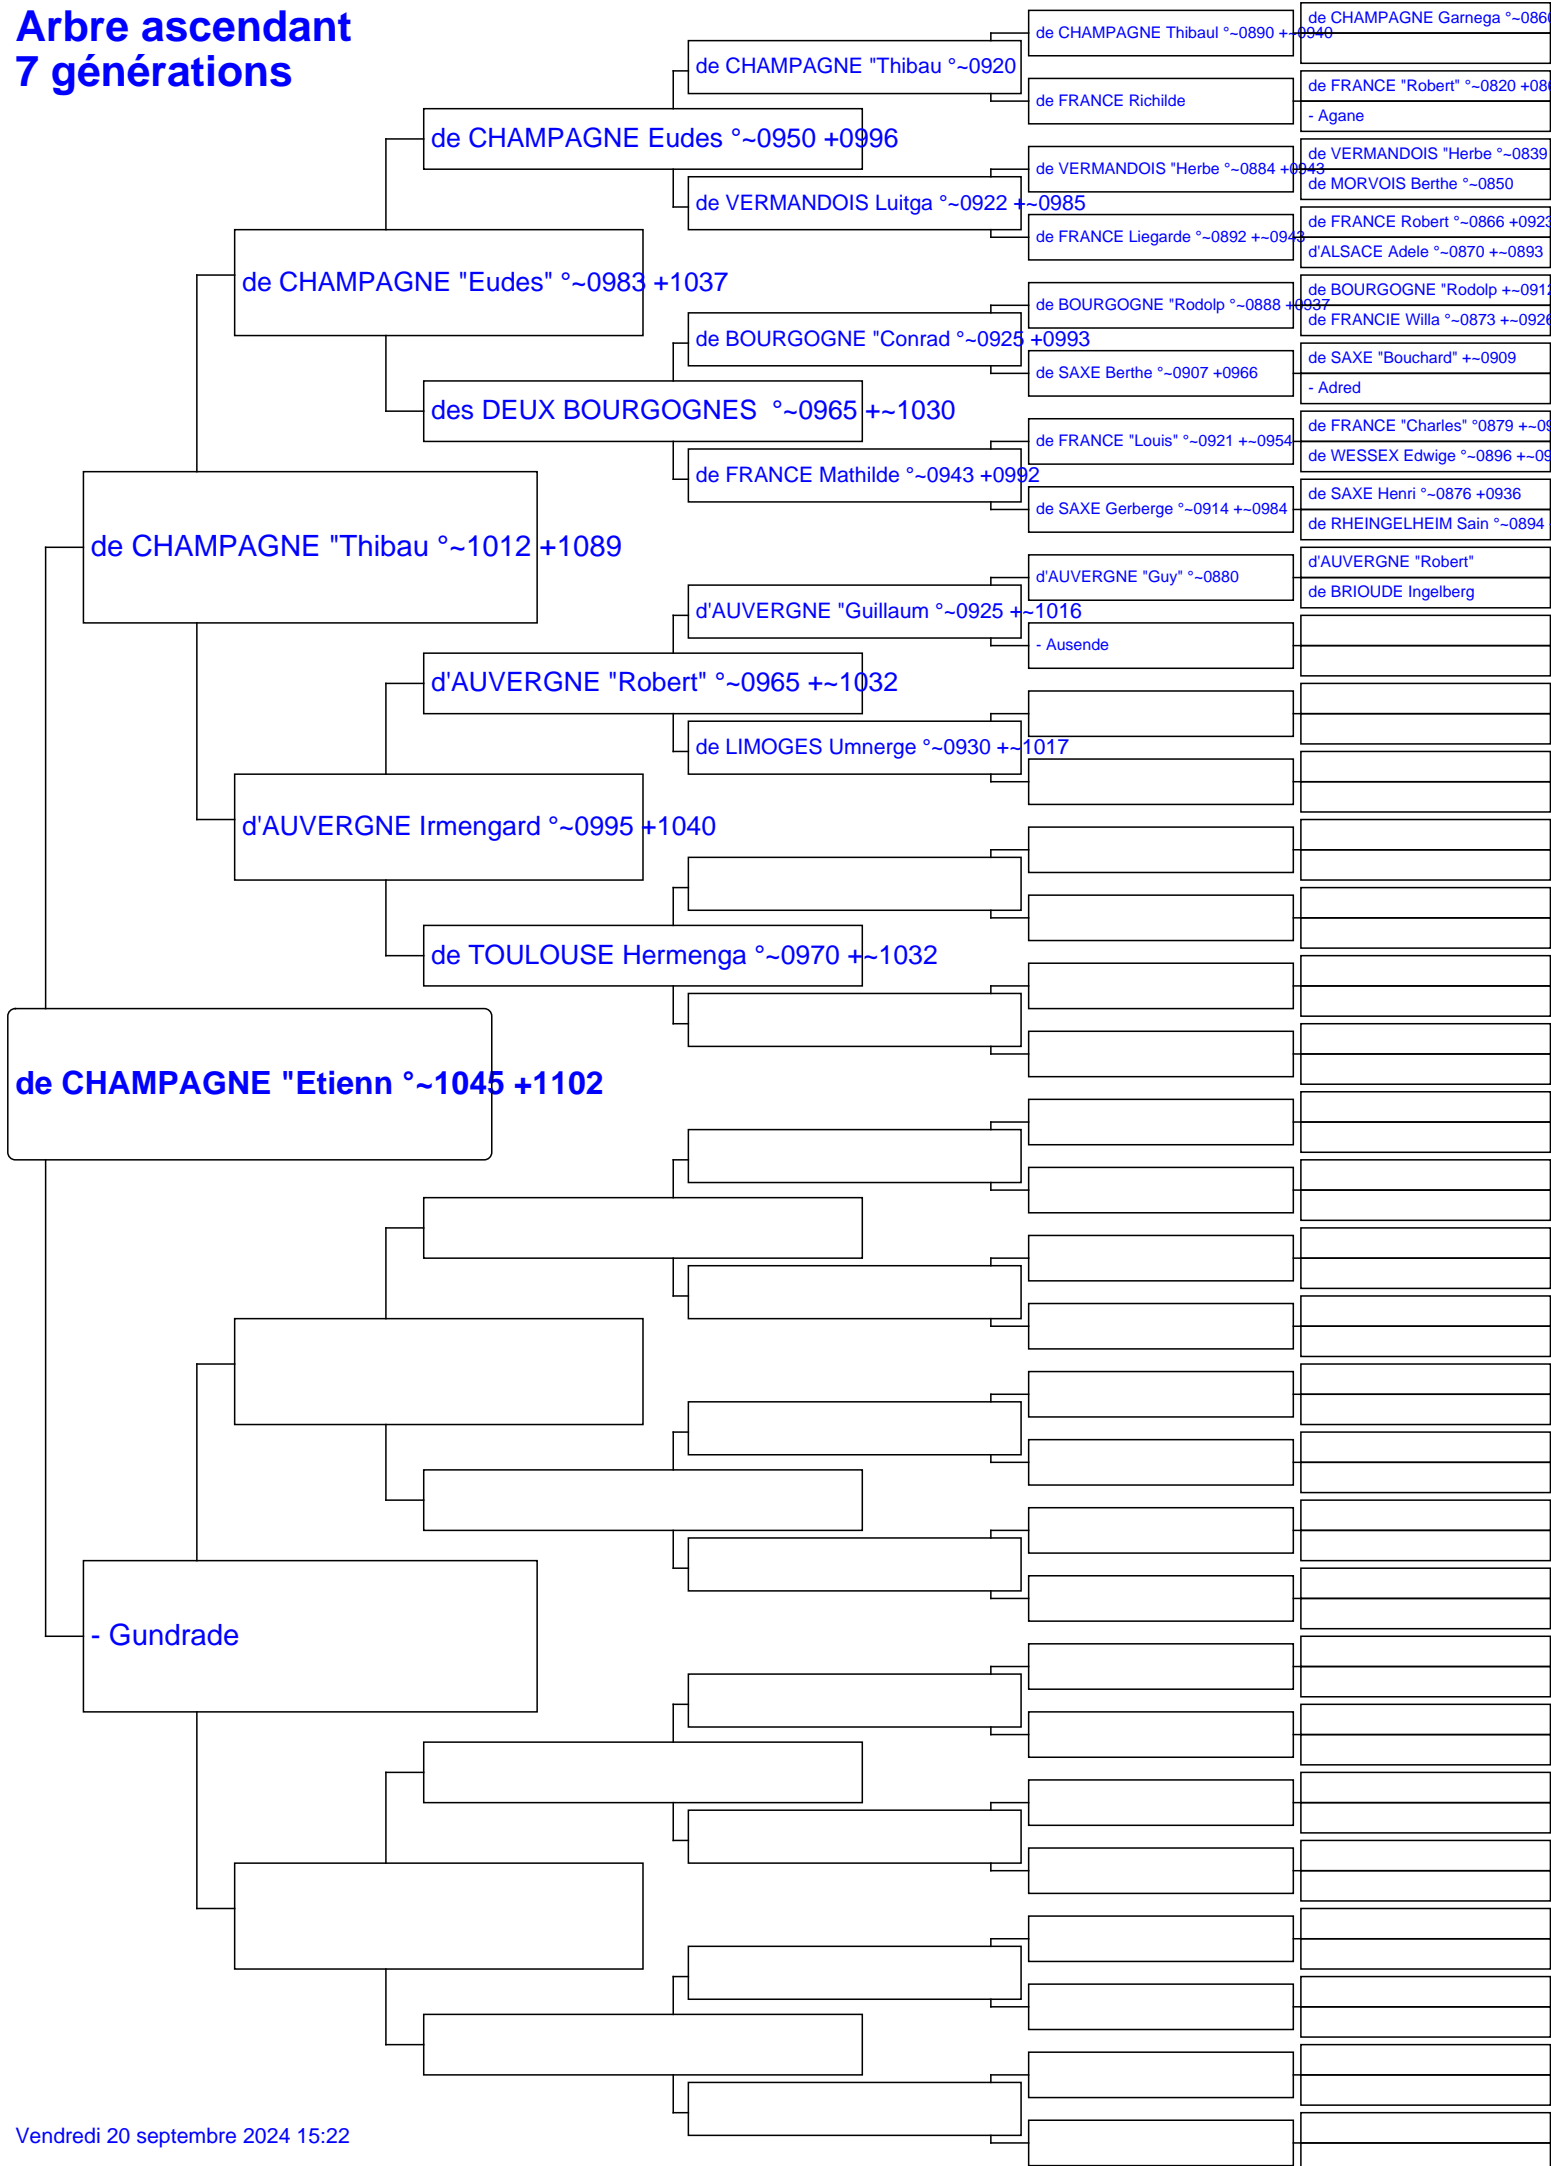 Arbre ascendant
7 générations
de CHAMPAGNE Garnega °~086
de CHAMPAGNE Thibaul °~0890 +~0940
de CHAMPAGNE "Thibau °~0920
de FRANCE "Robert" °~0820 +08
de FRANCE Richilde
- Agane
de CHAMPAGNE Eudes °~0950 +0996
de VERMANDOIS "Herbe °~0839
de VERMANDOIS "Herbe °~0884 +0943
de MORVOIS Berthe °~0850
de VERMANDOIS Luitga °~0922 +~0985
de FRANCE Robert °~0866 +0923
de FRANCE Liegarde °~0892 +~0943
d'ALSACE Adele °~0870 +~0893
de CHAMPAGNE "Eudes" °~0983 +1037
de BOURGOGNE "Rodolp +~0912
de BOURGOGNE "Rodolp °~0888 +0937
de FRANCIE Willa °~0873 +~0926
de BOURGOGNE "Conrad °~0925 +0993
de SAXE "Bouchard" +~0909
de SAXE Berthe °~0907 +0966
- Adred
des DEUX BOURGOGNES °~0965 +~1030
de FRANCE "Charles" °0879 +~09
de FRANCE "Louis" °~0921 +~0954
de WESSEX Edwige °~0896 +~09
de FRANCE Mathilde °~0943 +0992
de SAXE Henri °~0876 +0936
de SAXE Gerberge °~0914 +~0984
de RHEINGELHEIM Sain °~0894
de CHAMPAGNE "Thibau °~1012 +1089
d'AUVERGNE "Robert"
d'AUVERGNE "Guy" °~0880
de BRIOUDE Ingelberg
d'AUVERGNE "Guillaum °~0925 +~1016
- Ausende
d'AUVERGNE "Robert" °~0965 +~1032
de LIMOGES Umnerge °~0930 +~1017
d'AUVERGNE Irmengard °~0995 +1040
de TOULOUSE Hermenga °~0970 +~1032
de CHAMPAGNE "Etienn °~1045 +1102
- Gundrade
Vendredi 20 septembre 2024 15:22